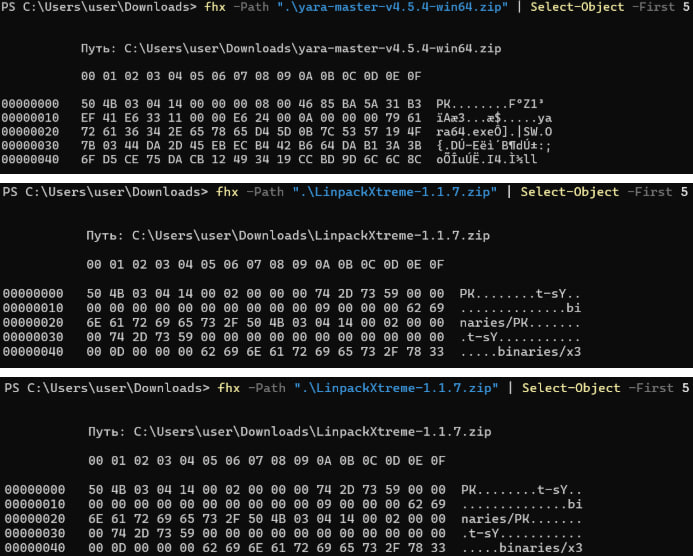 PS C:\Users\user\Downloads> fhx -Path ".\yara-master-v4.5.4-win64.zip" | Select-Object -First 5
Путь: C:\Users\user\Downloads\yara-master-v4.5.4-win64.zip
00 01 02 03 04 05 06 07 08 09 0A 0B 0C 0D 0E 0F
00000000 50 4B 03 04 14 00 00 00 08 00 46 85 BA 5A 31 B3 PK........F°Z1³
00000010 EF 41 E6 33 11 00 00 E6 24 00 0A 00 00 00 79 61 ïAæ3...æ$.....ya
00000020 72 61 36 34 2E 65 78 65 D4 5D 0B 7C 53 57 19 4F ra64.exeÔ].|SW.O
00000030 7B 03 44 DA 2D 45 EB EC B4 42 B6 64 DA B1 3A 3B {.DÚ-Eëì´B¶dÚ±:;
00000040 6F D5 CE 75 DA CB 12 49 34 19 CC BD 9D 6C 6C 8C oÕÎuÚË.I4.Ì½ll
PS C:\Users\user\Downloads> fhx -Path ".\LinpackXtreme-1.1.7.zip" | Select-Object -First 5
Путь: C:\Users\user\Downloads\LinpackXtreme-1.1.7.zip
00 01 02 03 04 05 06 07 08 09 0A 0B 0C 0D 0E 0F
00000000 50 4B 03 04 14 00 02 00 00 00 74 2D 73 59 00 00 PK........t-sY..
00000010 00 00 00 00 00 00 00 00 00 00 09 00 00 00 62 69 ..............bi
00000020 6E 61 72 69 65 73 2F 50 4B 03 04 14 00 02 00 00 naries/PK.......
00000030 00 74 2D 73 59 00 00 00 00 00 00 00 00 00 00 00 .t-sY...........
00000040 00 0D 00 00 00 62 69 6E 61 72 69 65 73 2F 78 33 .....binaries/x3
PS C:\Users\user\Downloads> fhx -Path ".\LinpackXtreme-1.1.7.zip" | Select-Object -First 5
Путь: C:\Users\user\Downloads\LinpackXtreme-1.1.7.zip
00 01 02 03 04 05 06 07 08 09 0A 0B 0C 0D 0E 0F
00000000 50 4B 03 04 14 00 02 00 00 00 74 2D 73 59 00 00 PK........t-sY..
00000010 00 00 00 00 00 00 00 00 00 00 09 00 00 00 62 69 ..............bi
00000020 6E 61 72 69 65 73 2F 50 4B 03 04 14 00 02 00 00 naries/PK.......
00000030 00 74 2D 73 59 00 00 00 00 00 00 00 00 00 00 00 .t-sY...........
00000040 00 0D 00 00 00 62 69 6E 61 72 69 65 73 2F 78 33 .....binaries/x3